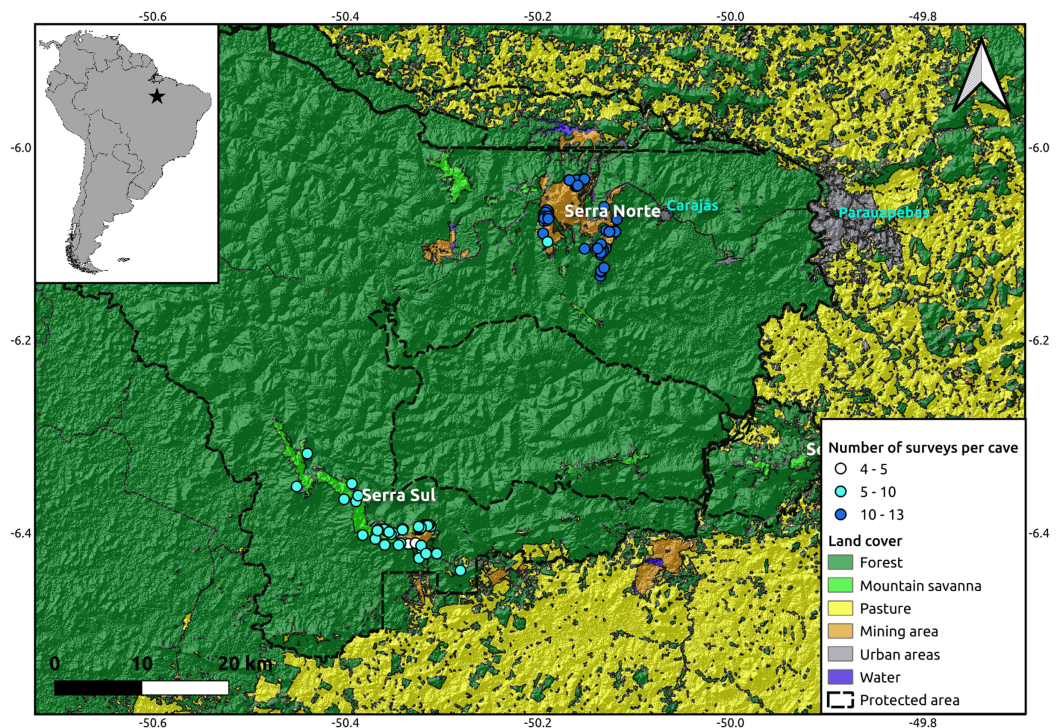 -50.6
-50.4
-50.2
-50.0
-49.8
-6.0
-6.0
Serra Norte
Carajás
Parauapebas
-6.2
-6.2
Serra Sul
-6.4
-6.4
Number of surveys per cave
4 - 5
5 - 10
10 - 13
Land cover
Forest
Mountain savanna
Pasture
Mining area
Urban areas
Water
Protected area
0
10
20 km
-50.6
-50.4
-50.2
-50.0
-49.8